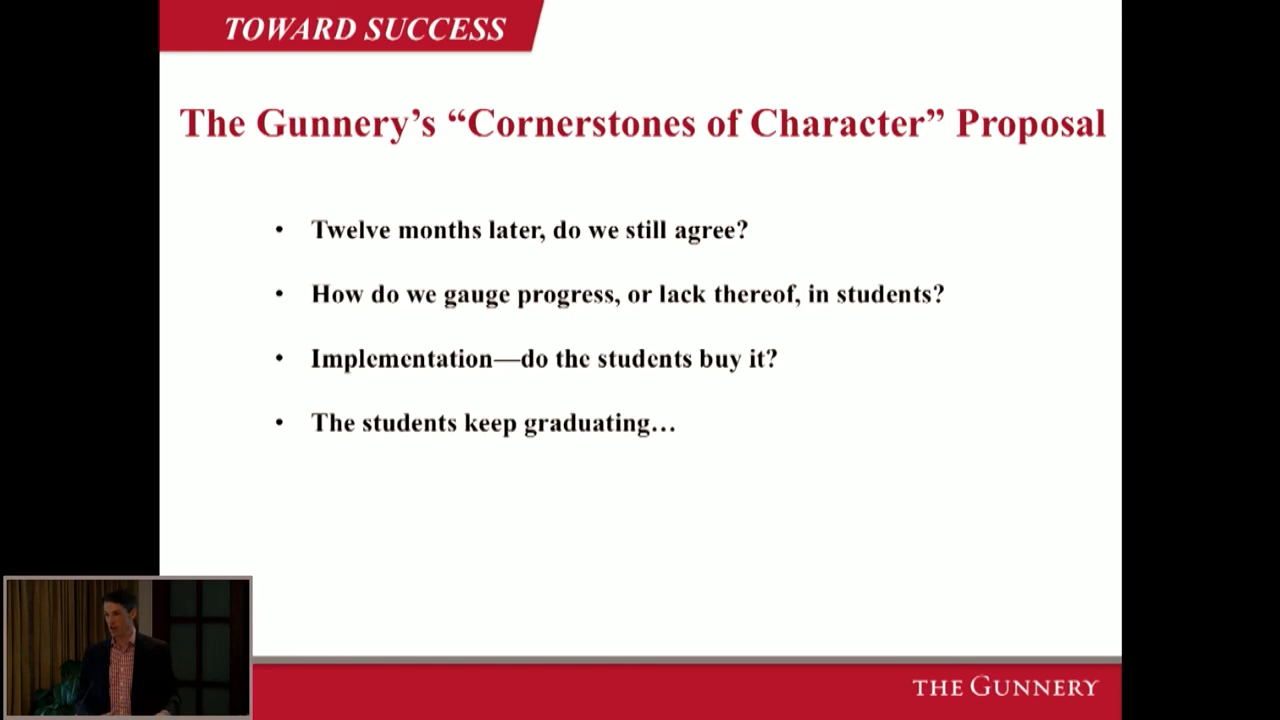 TOWARD SUCCESS
The Gunnery’s “Cornerstones of Character” Proposal
• Twelve months later, do we still agree?
• How do we gauge progress, or lack thereof, in students?
• Implementation—do the students buy it?
• The students keep graduating…
THE GUNNERY